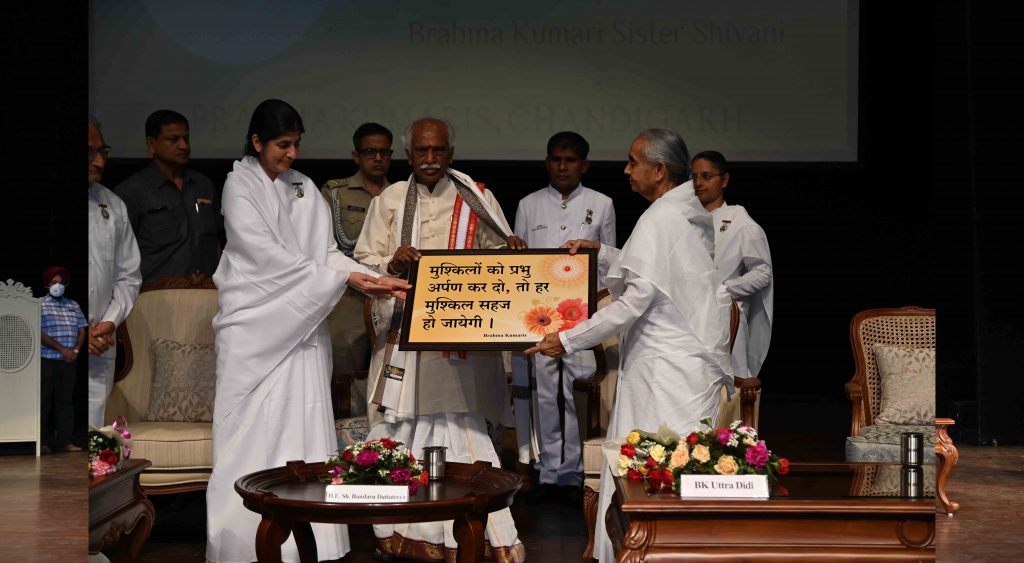 Brahma Kumari Sister Shivani
BRAHMA KUMARIS, CHANDIGARH
मुश्किलों को प्रभु
अर्पण कर दो, तो हर
मुश्किल सहज
हो जायेगी ।
Brahma Kumaris
H.E. Sh. Bandaru Dattatreya
BK Uttra Didi